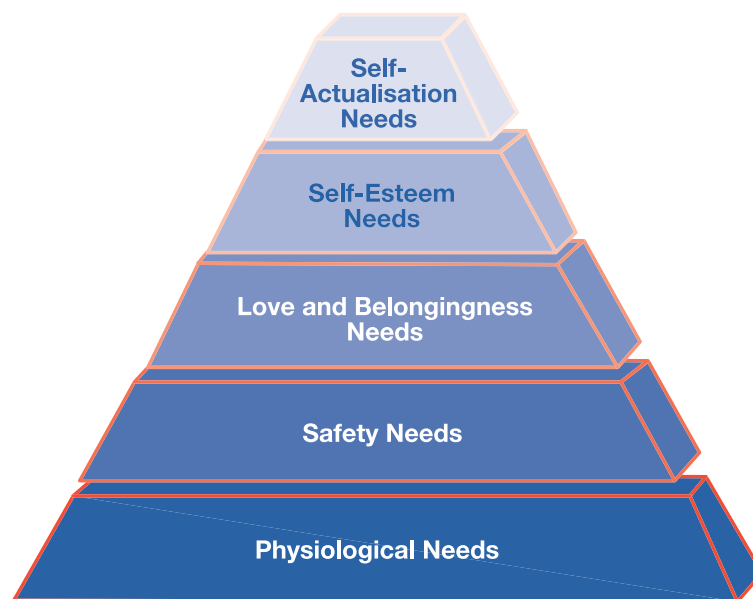 Self-
Actualisation
Needs
Self-Esteem
Needs
Love and Belongingness
Needs
Safety Needs
Physiological Needs